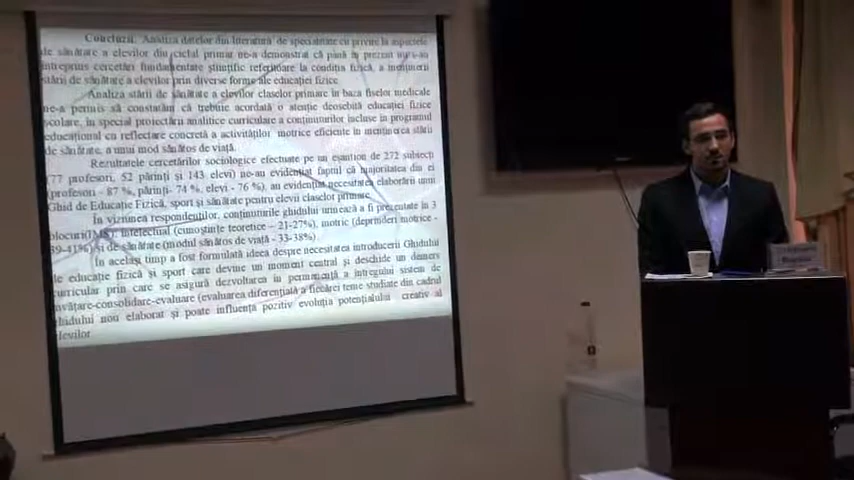 Concluzii. Analiza datelor din literatura de specialitate cu privire la aspectele
de sănătate a elevilor din ciclul primar ne-a demonstrat că până în prezent nu s-au
întreprins cercetări fundamentate științific referitoare la condiția fizică, a menținerii
stării de sănătate a elevilor prin diverse forme ale educației fizice.
Analiza stării de sănătate a elevilor claselor primare în baza fișelor medicale
ne-a permis să constatăm că trebuie acordată o atenție deosebită educației fizice
școlare, în special proiectării analitice curriculare a conținuturilor incluse în programul
educațional cu reflectare concretă a activităților motrice eficiente în menținerea stării
de sănătate, a unui mod sănătos de viață.
Rezultatele cercetărilor sociologice efectuate pe un eșantion de 272 subiecți
(77 profesori, 52 părinți și 143 elevi) ne-au evidențiat faptul că majoritatea din ei
(profesori - 87 %, părinți- 74 %, elevi - 76 %), au evidențiat necesitatea elaborării unui
Ghid de Educație Fizică, sport și sănătate pentru elevii claselor primare.
În viziunea respondenților, conținuturile ghidului urmează a fi prezentate în 3
blocuri(IMS): intelectual (cunoștințe teoretice – 21-27%), motric (deprinderi motrice -
39-41%) și de sănătate (modul sănătos de viață - 33-38%)
În același timp a fost formulată ideea despre necesitatea introducerii Ghidului
de educație fizică și sport care devine un moment central și deschide un demers
curricular prin care se asigură dezvoltarea în permanență a întregului sistem de
învățare-consolidare-evaluare (evaluarea diferențială a fiecărei teme studiate din cadrul
ghidului nou elaborat și poate influența pozitiv evoluția potențialului creativ al
elevilor